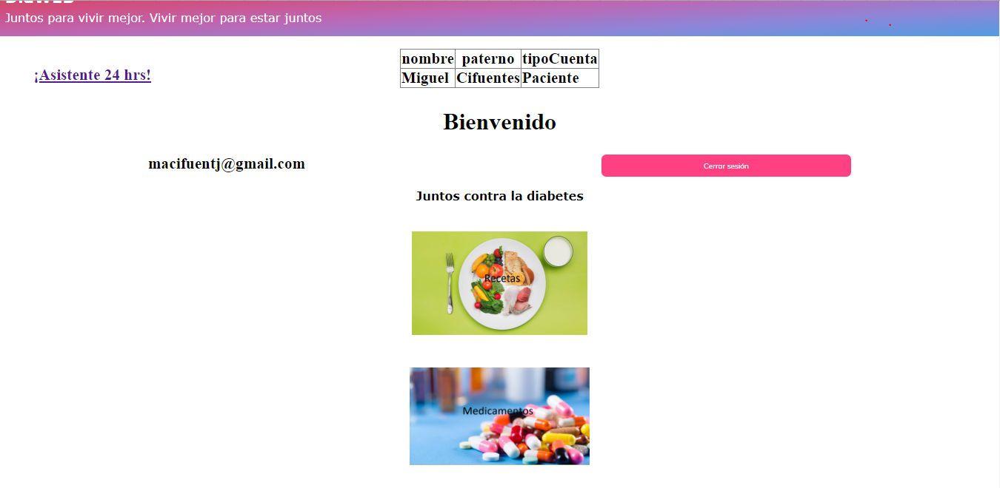 Juntos para vivir mejor. Vivir mejor para estar juntos
nombre paterno tipoCuenta
¡Asistente 24 hrs!
Miguel Cifuentes Paciente
Bienvenido
macifuentj@gmail.com
Cerrar sesión
Juntos contra la diabetes
Recetas
Medicamentos